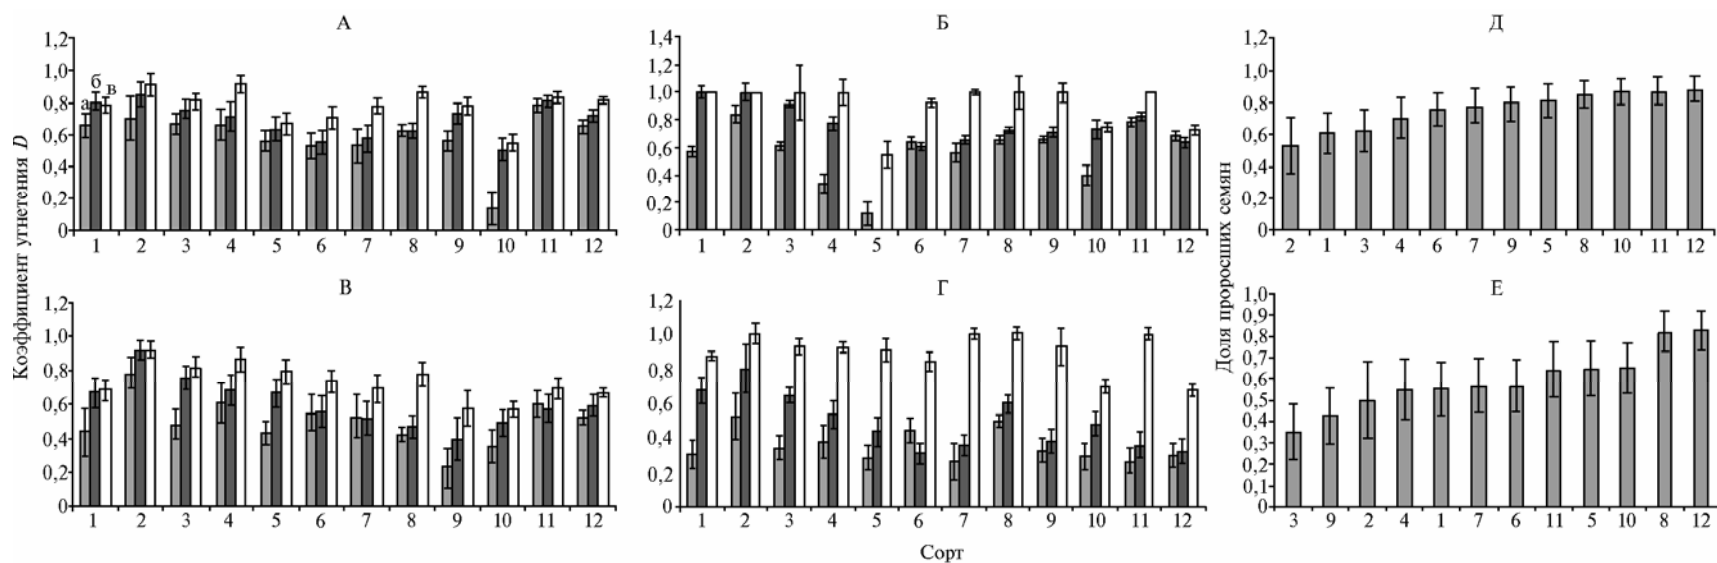 А
1,2
1,0
0,8
0,6
0,4
0,2
0
а
б
в
1 2 3 4 5 6 7 8 9 10 11 12
Б
1,4
1,2
1,0
0,8
0,6
0,4
0,2
0
1 2 3 4 5 6 7 8 9 10 11 12
Д
1,2
1,0
0,8
0,6
0,4
0,2
0
2 1 3 4 6 7 9 5 8 10 11 12
Коэффициент угнетения D
В
1,2
1,0
0,8
0,6
0,4
0,2
0
1 2 3 4 5 6 7 8 9 10 11 12
Г
1,2
1,0
0,8
0,6
0,4
0,2
0
1 2 3 4 5 6 7 8 9 10 11 12
Сорт
Доля проросших семян
Е
1,0
0,9
0,8
0,7
0,6
0,5
0,4
0,3
0,2
0,1
0
3 9 2 4 1 7 6 11 5 10 8 12